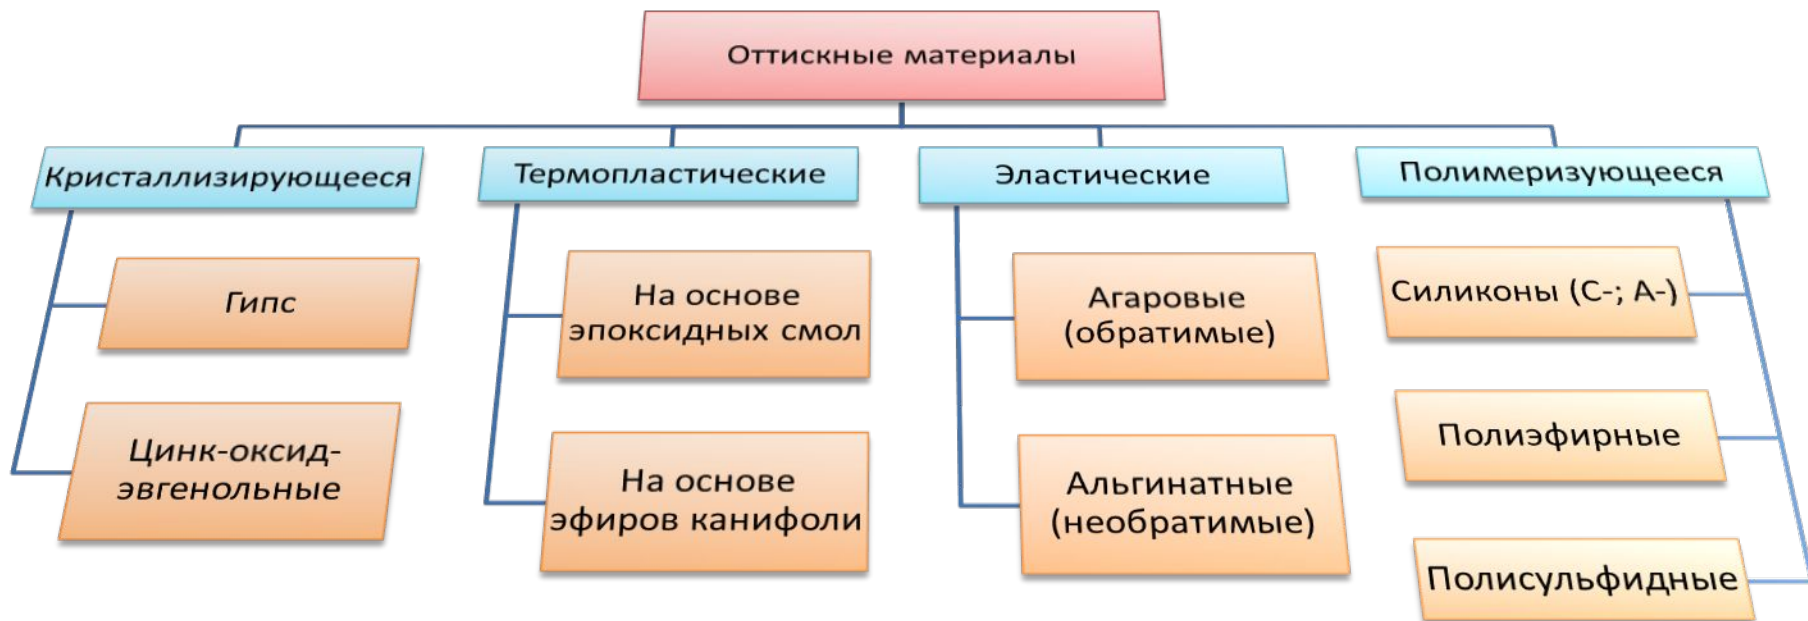 Оттискные материалы
Кристаллизирующееся
Гипс
Цинк-оксид-
эвгенольные
Термопластические
На основе
эпоксидных смол
На основе
эфиров канифоли
Эластические
Агаровые
(обратимые)
Альгинатные
(необратимые)
Полимеризующееся
Силиконы (С-; А-)
Полиэфирные
Полисульфидные